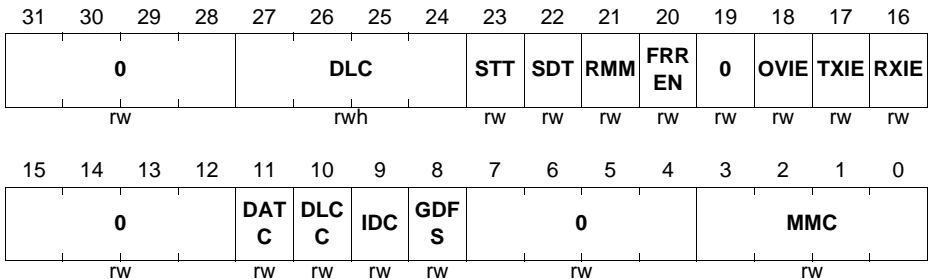 31 30 29 28 27 26 25 24 23 22 21 20 19 18 17 16
0 DLC STT SDT RMM FRR EN 0 OVIE TXIE RXIE
rw rwh rw rw rw rw rw rw rw rw
15 14 13 12 11 10 9 8 7 6 5 4 3 2 1 0
0 DAT C DLC C IDC GDF S 0 MMC
rw rw rw rw rw rw rw